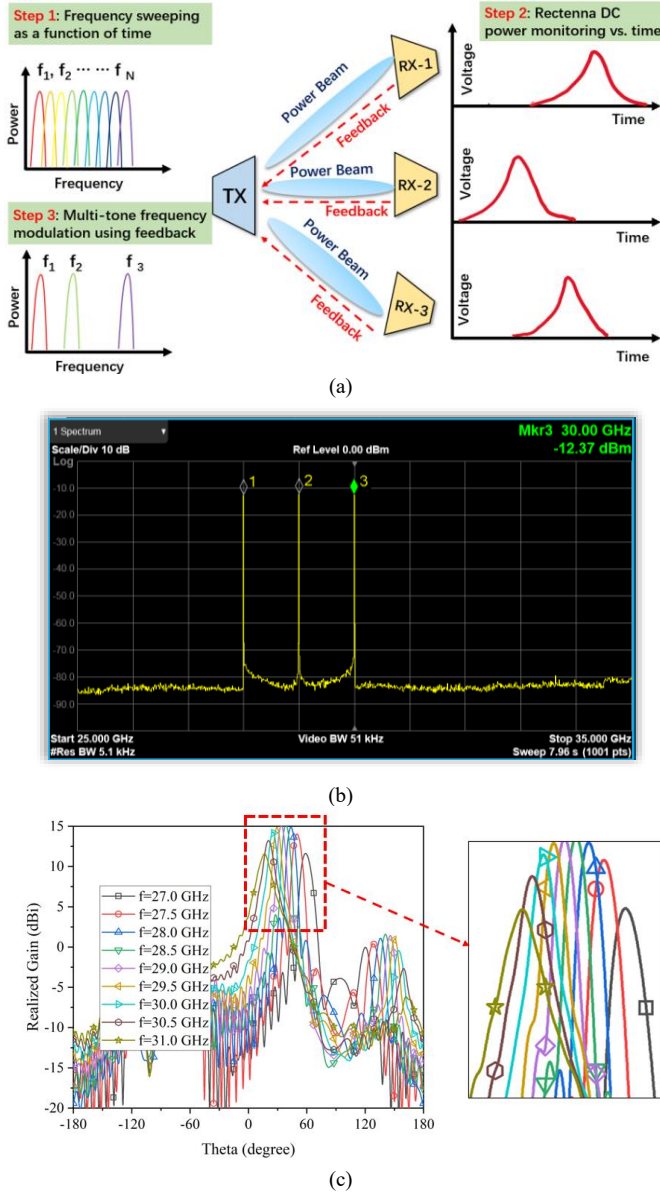 Step 1: Frequency sweeping
as a function of time
f1, f2 ··· ··· f N
Power
Frequency
Step 3: Multi-tone frequency
modulation using feedback
f1 f2 f 3
Power
Frequency
TX
Power Beam
Feedback
RX-1
Power Beam
Feedback
RX-2
Power Beam
Feedback
RX-3
Step 2: Rectenna DC
power monitoring vs. time
Voltage
Time
Voltage
Time
Voltage
Time
(a)
1 Spectrum
Scale/Div 10 dB
Ref Level 0.00 dBm
Mkr3 30.00 GHz
-12.37 dBm
Log
1 2 3
-10.0
-20.0
-30.0
-40.0
-50.0
-60.0
-70.0
-80.0
-90.0
Start 25.000 GHz
#Res BW 5.1 kHz
Video BW 51 kHz
Stop 35.000 GHz
Sweep 7.96 s (1001 pts)
(b)
Realized Gain (dBi)
15
10
5
0
-5
-10
-15
-20
f=27.0 GHz
f=27.5 GHz
f=28.0 GHz
f=28.5 GHz
f=29.0 GHz
f=29.5 GHz
f=30.0 GHz
f=30.5 GHz
f=31.0 GHz
-180 -120 -60 0 60 120 180
Theta (degree)
(c)